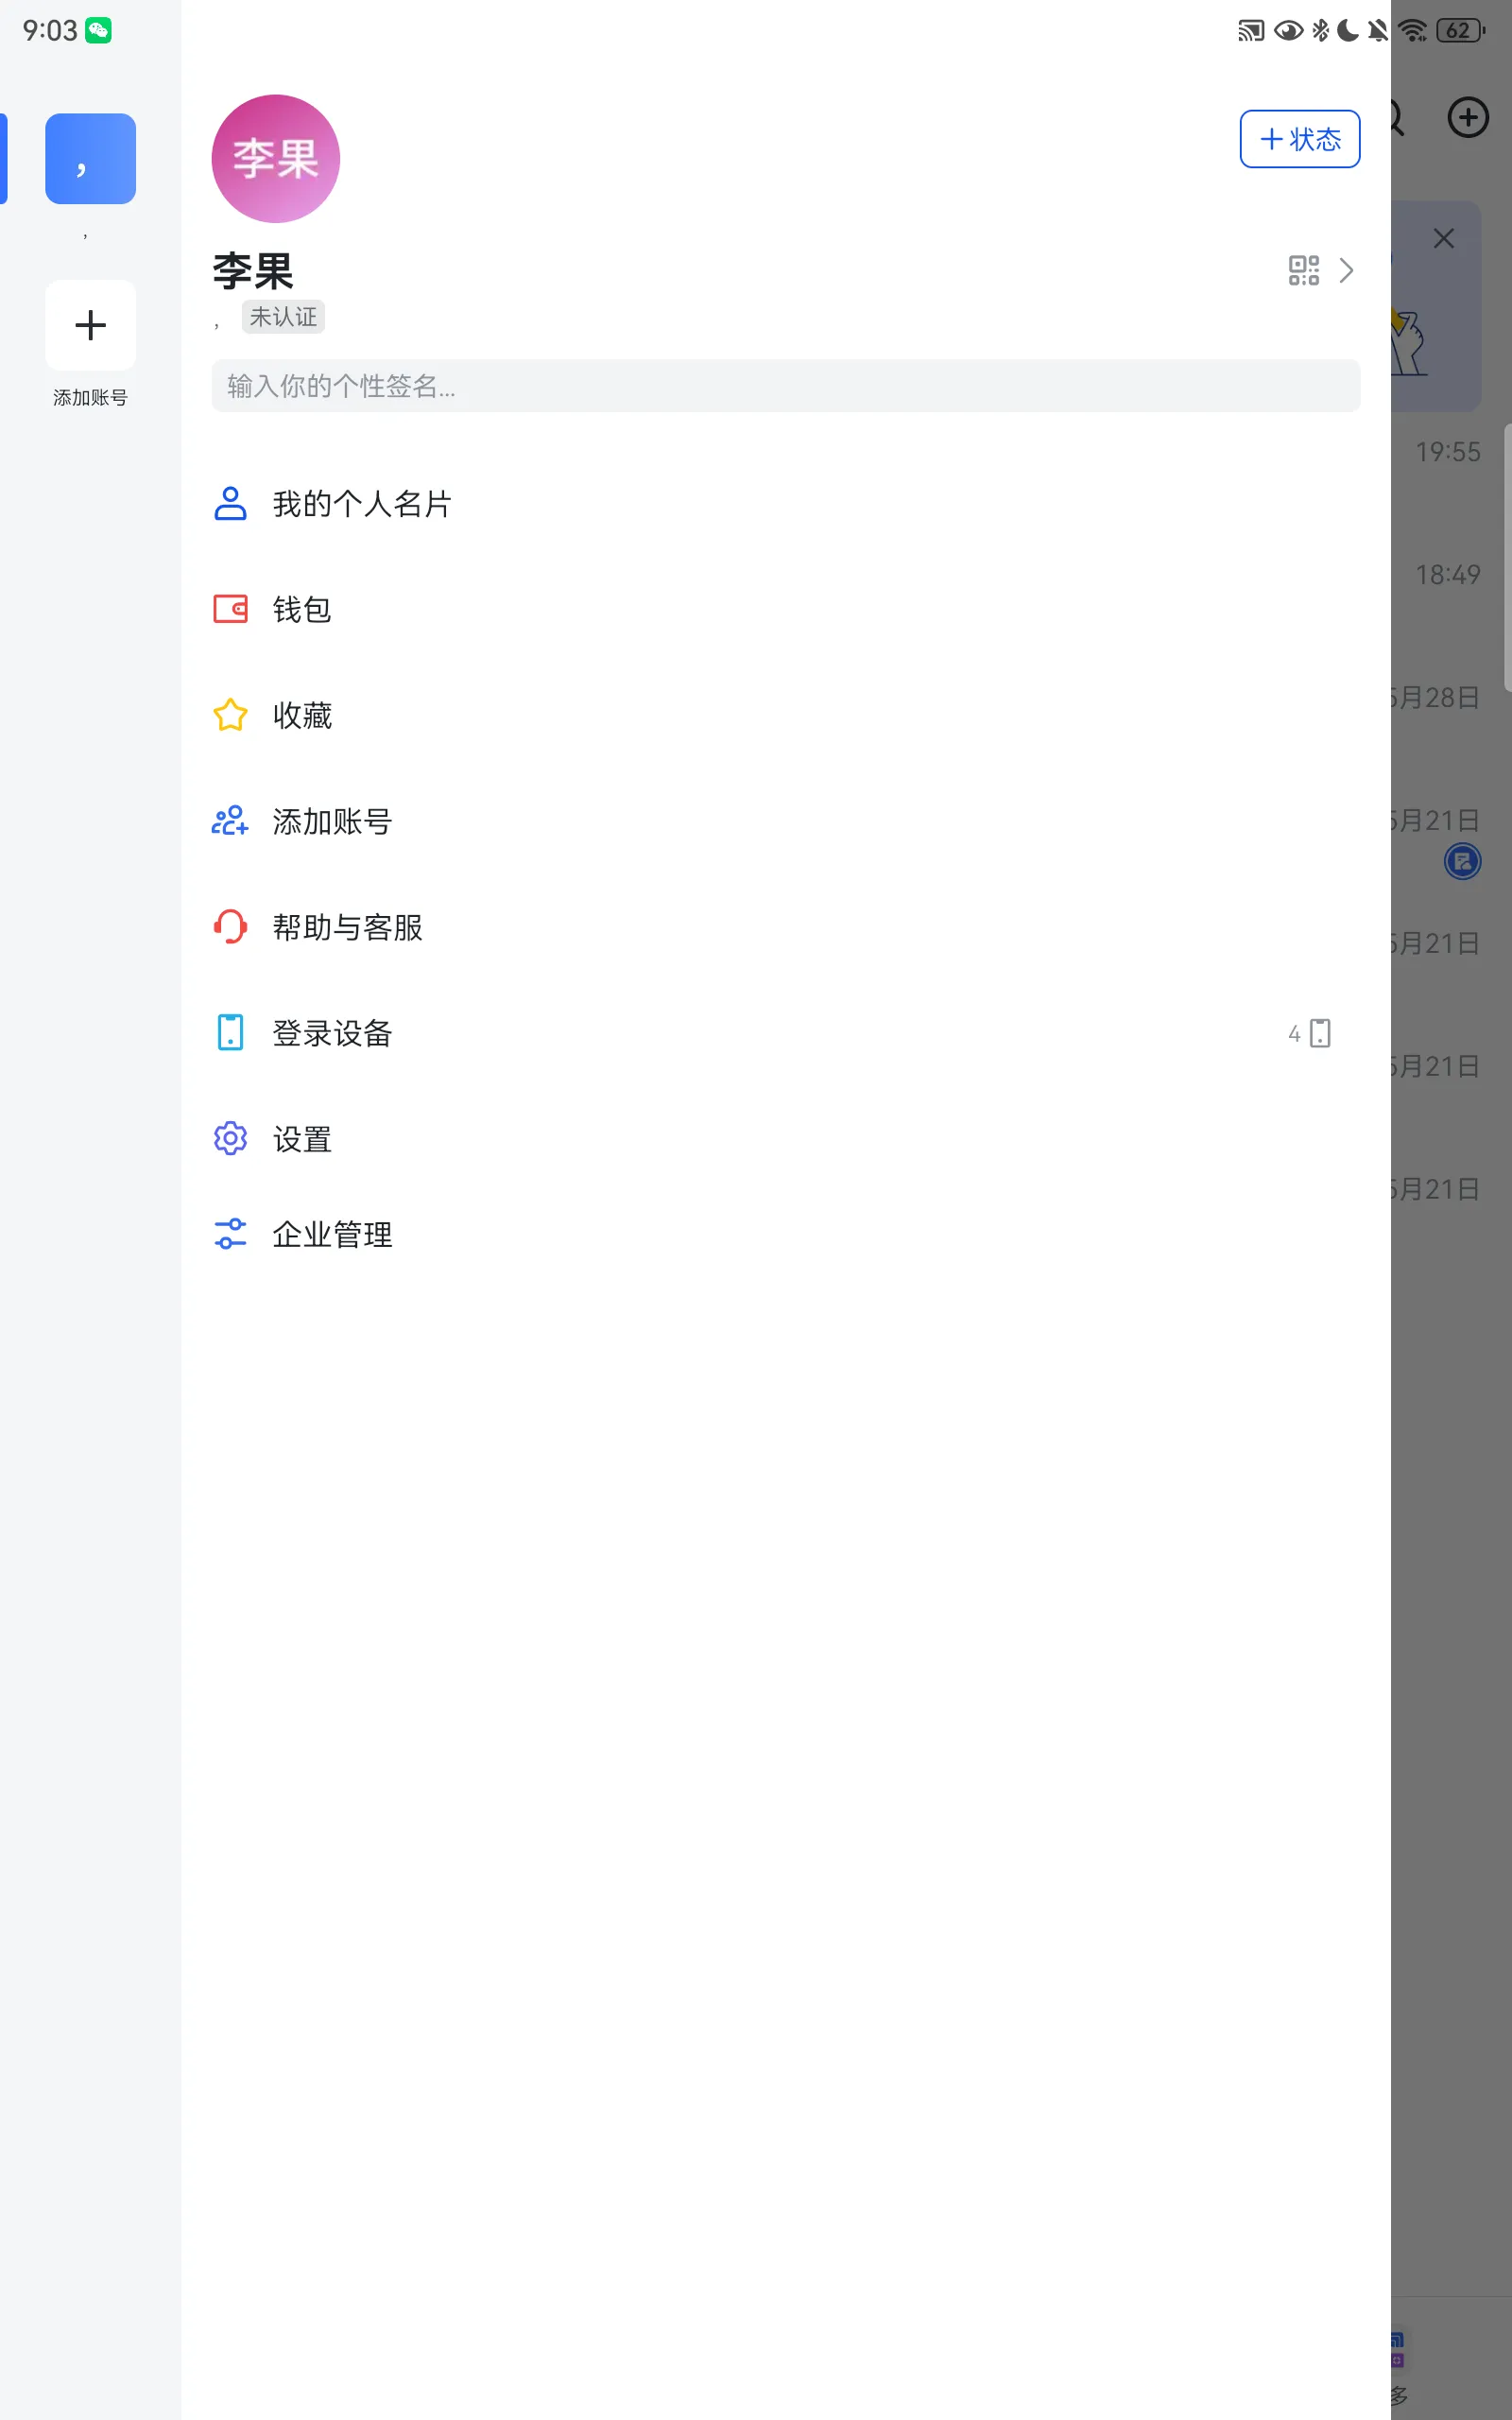 9:03
62
，
，
添加账号
李果
状态
李果
， 未认证
输入你的个性签名...
我的个人名片
钱包
收藏
添加账号
帮助与客服
登录设备
4
设置
企业管理
19:55
18:49
5月28日
5月21日
5月21日
5月21日
5月21日
多